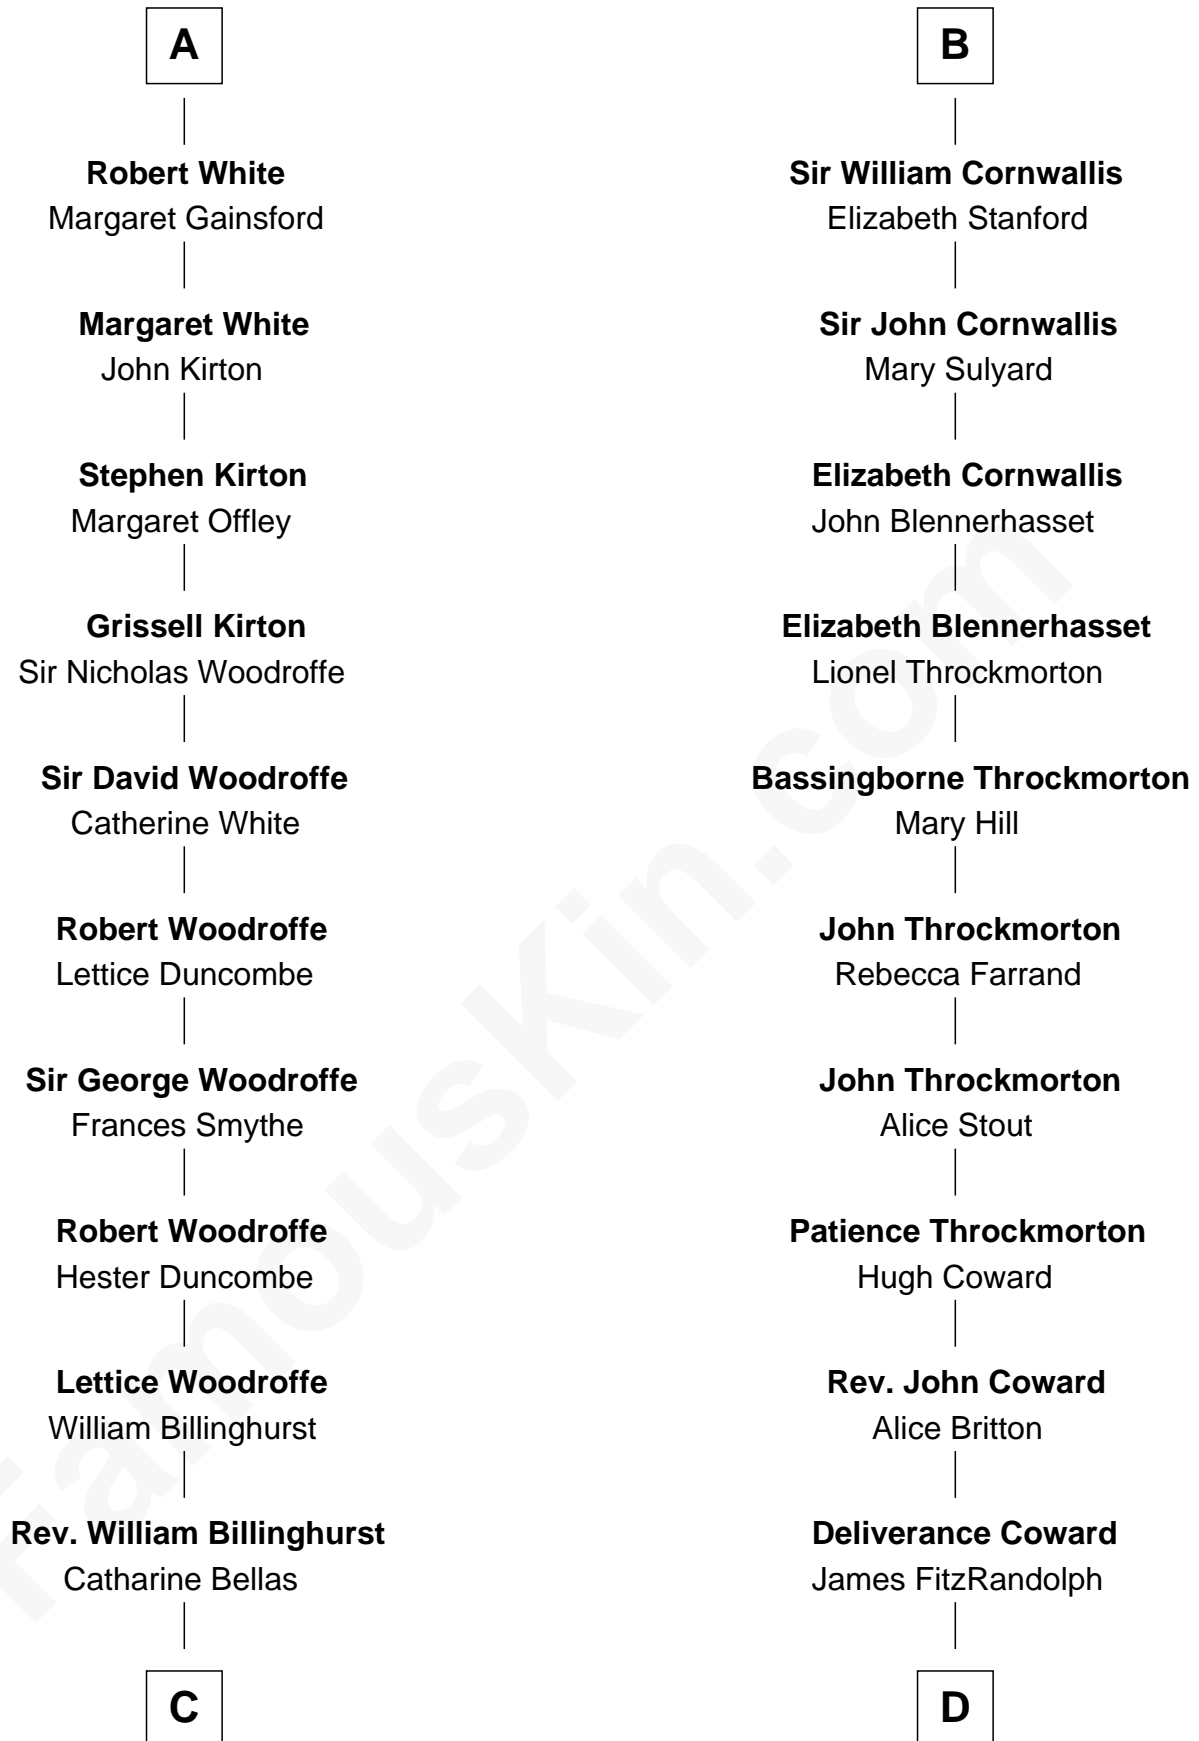 A
Robert White
Margaret Gainsford
Margaret White
John Kirton
Stephen Kirton
Margaret Offley
Grissell Kirton
Sir Nicholas Woodroffe
Sir David Woodroffe
Catherine White
Robert Woodroffe
Lettice Duncombe
Sir George Woodroffe
Frances Smythe
Robert Woodroffe
Hester Duncombe
Lettice Woodroffe
William Billinghurst
Rev. William Billinghurst
Catharine Bellas
C
B
Sir William Cornwallis
Elizabeth Stanford
Sir John Cornwallis
Mary Sulyard
Elizabeth Cornwallis
John Blennerhasset
Elizabeth Blennerhasset
Lionel Throckmorton
Bassingborne Throckmorton
Mary Hill
John Throckmorton
Rebecca Farrand
John Throckmorton
Alice Stout
Patience Throckmorton
Hugh Coward
Rev. John Coward
Alice Britton
Deliverance Coward
James FitzRandolph
D
FamousKin.com